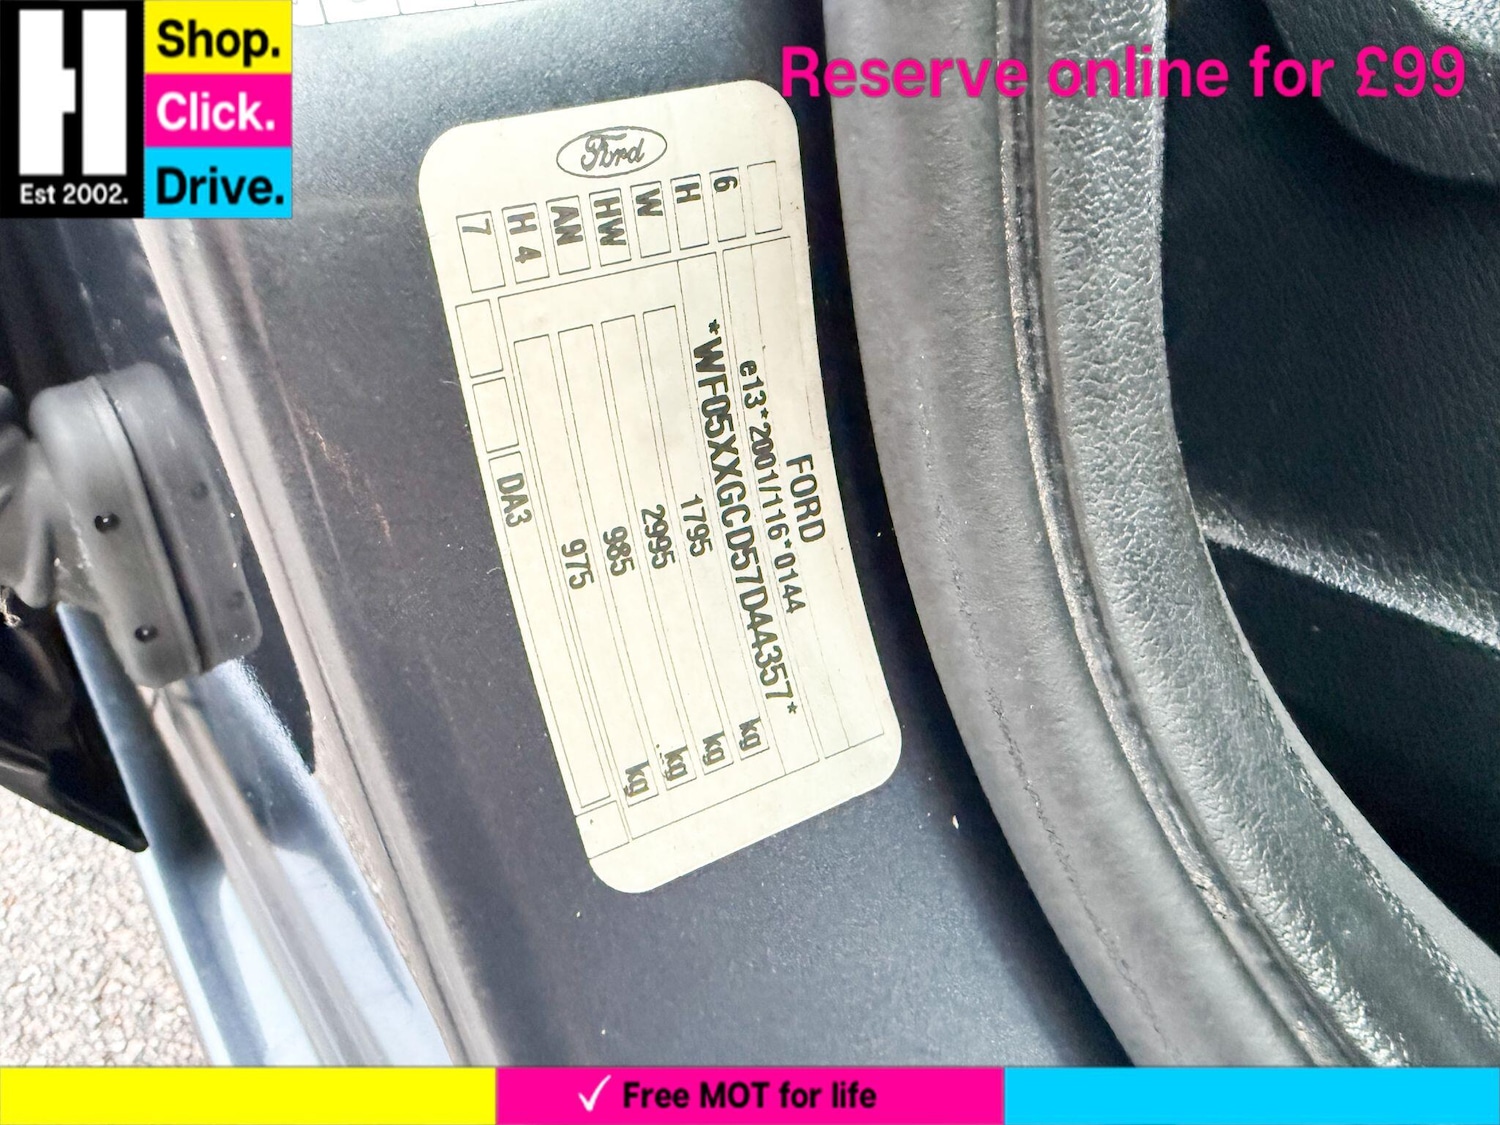 Shop.
Click.
Drive.
Est 2002.
Reserve online for £99
Ford
FORD
e13*2001/116*0144
*WF05XXGCD57D44357*
1795 kg
2995 kg
985 kg
975 kg
DA3
6
H
W
HW
AN
H 4
7
✓ Free MOT for life